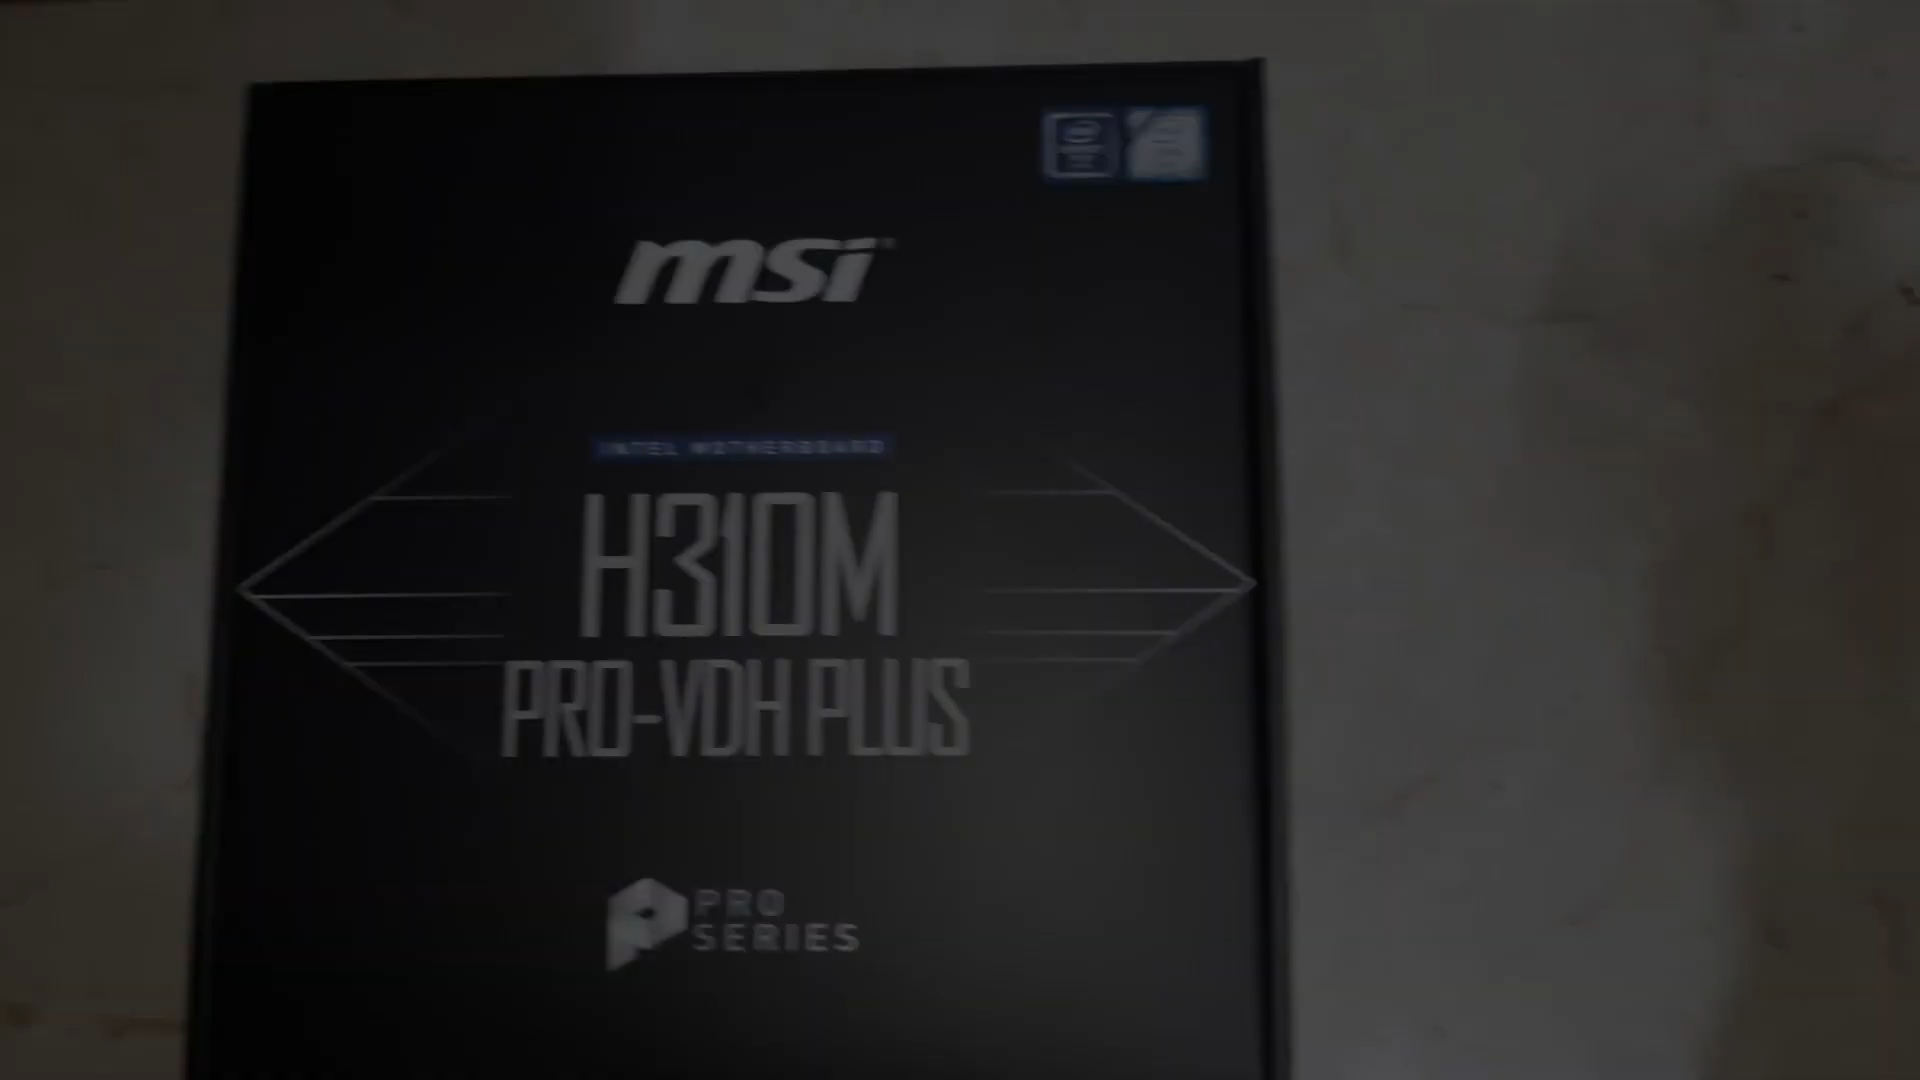 msi
INTEL MOTHERBOARD
H310M
PRO-VDH PLUS
PRO
SERIES